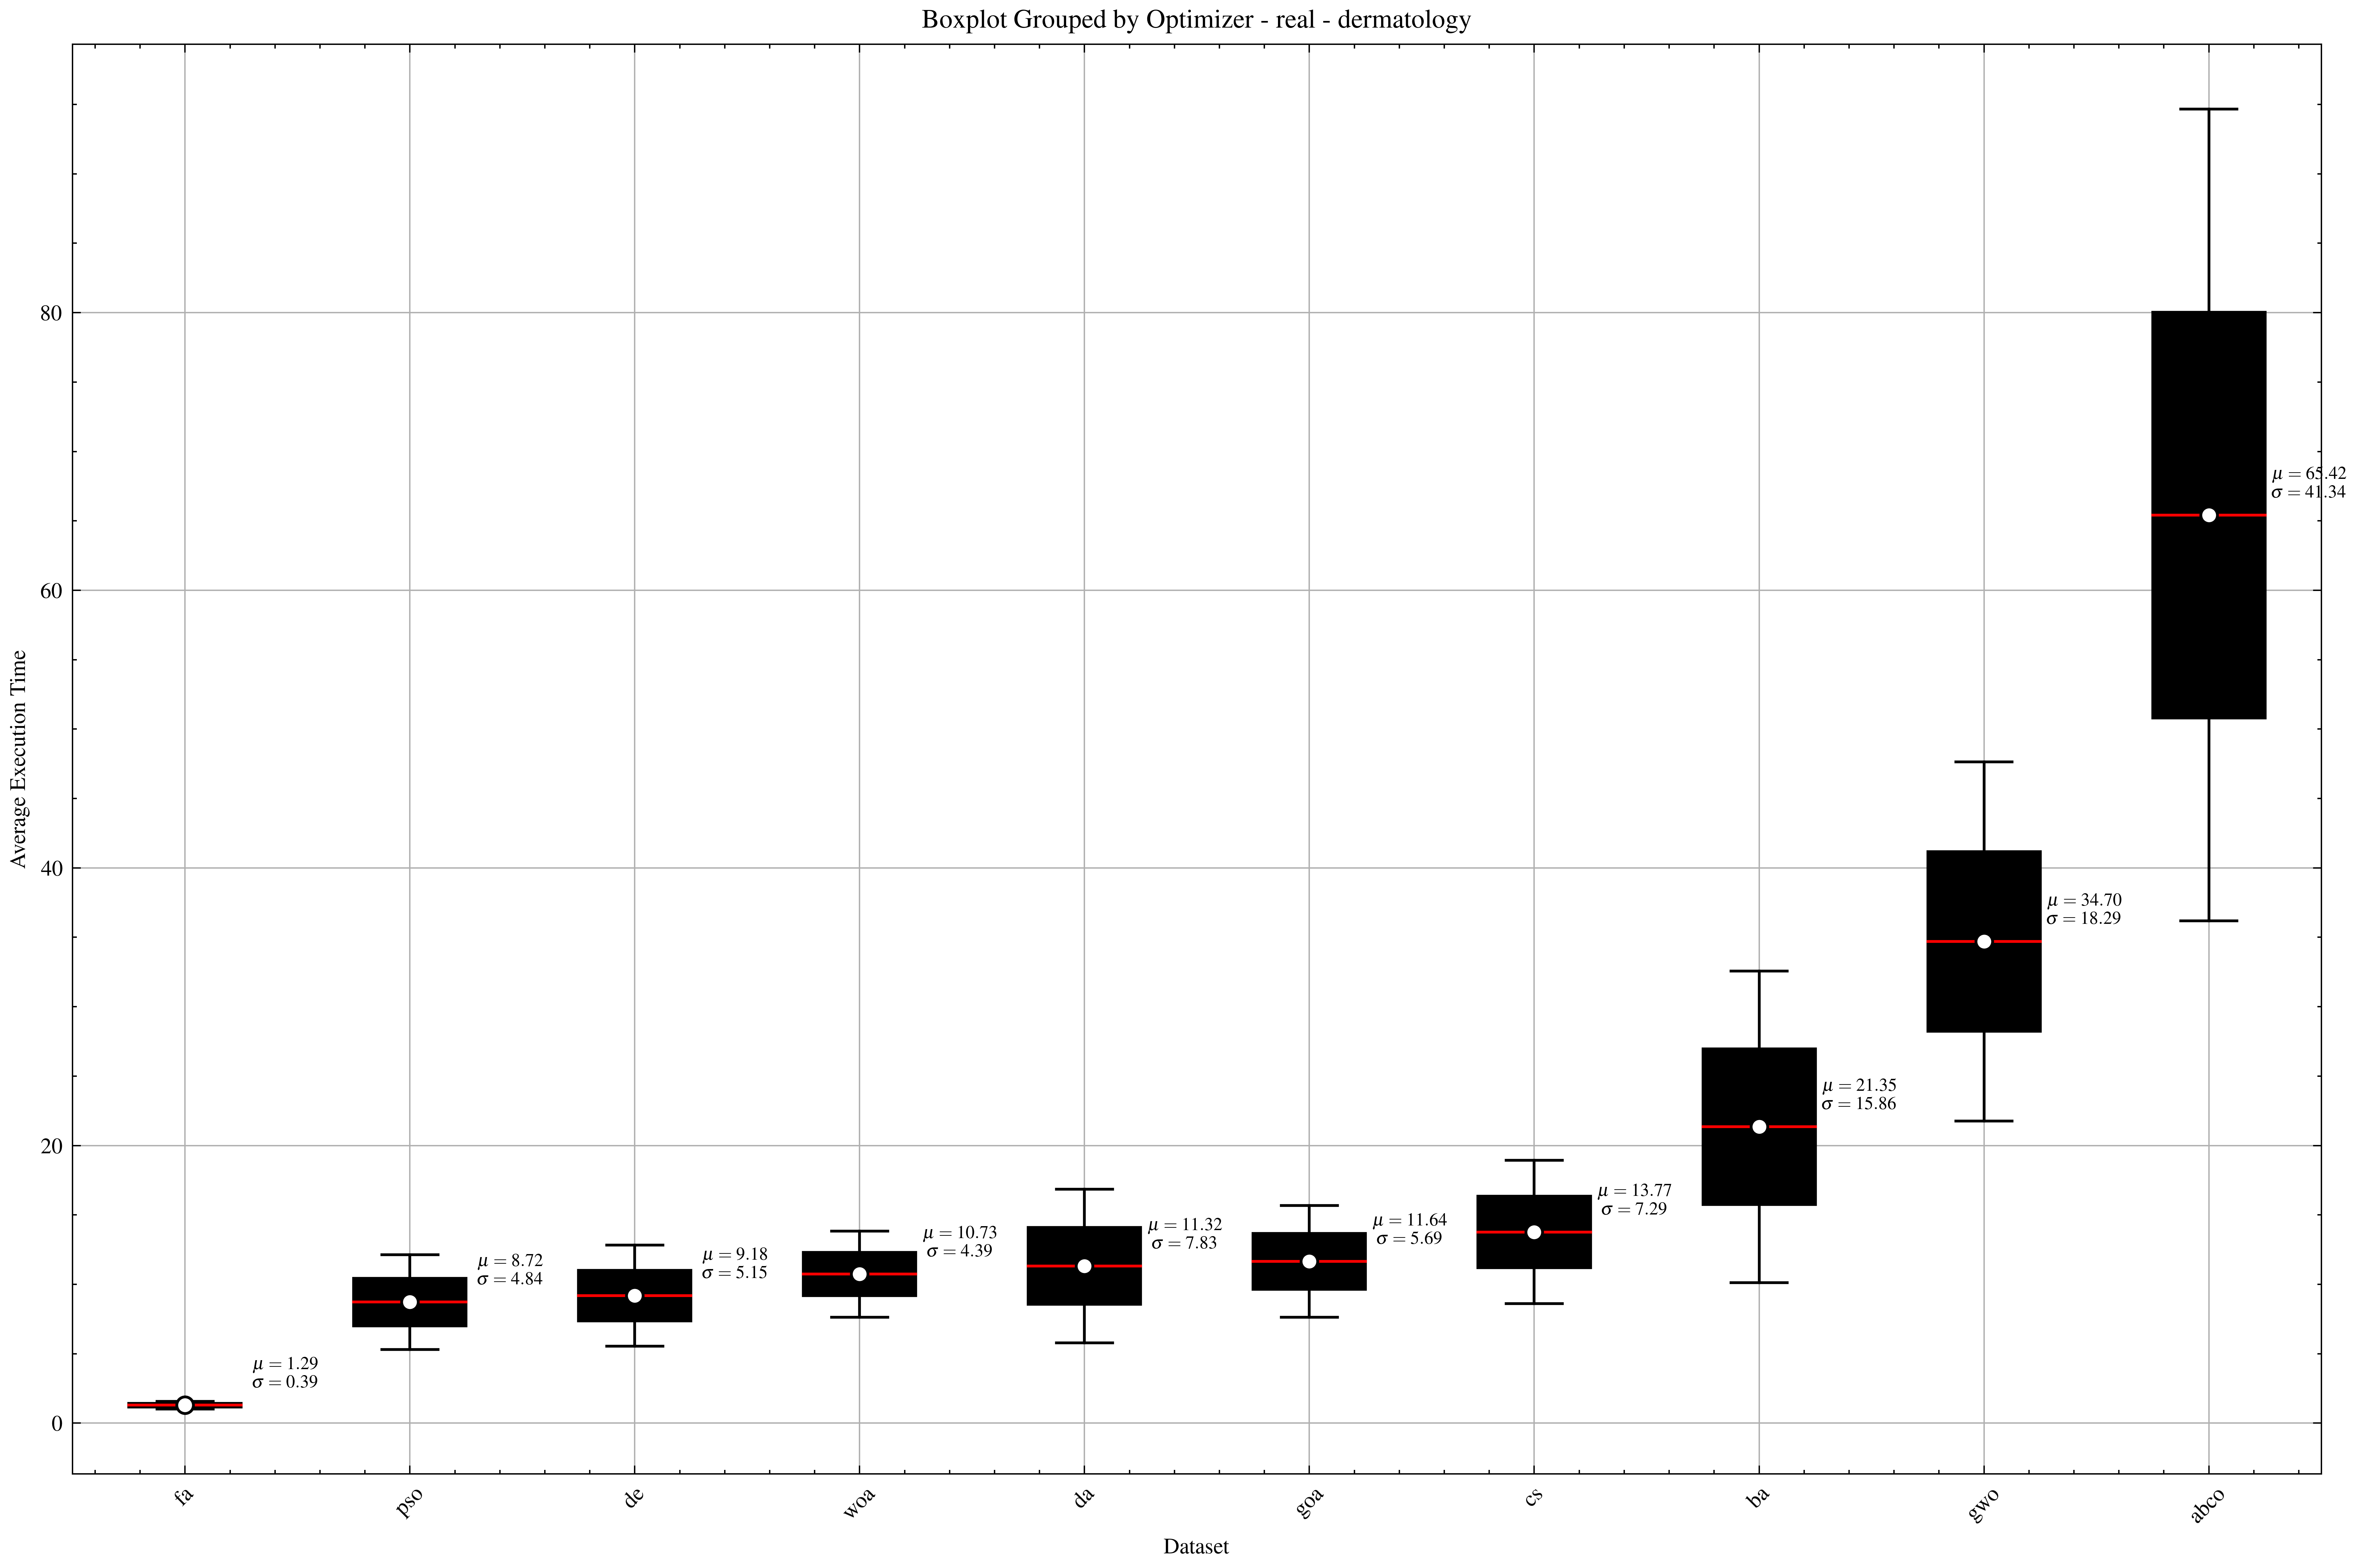 Boxplot Grouped by Optimizer - real - dermatology
Average Execution Time
80
60
40
20
0
μ = 1.29
σ = 0.39
μ = 8.72
σ = 4.84
μ = 9.18
σ = 5.15
μ = 10.73
σ = 4.39
μ = 11.32
σ = 7.83
μ = 11.64
σ = 5.69
μ = 13.77
σ = 7.29
μ = 21.35
σ = 15.86
μ = 34.70
σ = 18.29
μ = 65.42
σ = 41.34
fa
pso
de
woa
da
goa
cs
ba
gwo
abco
Dataset